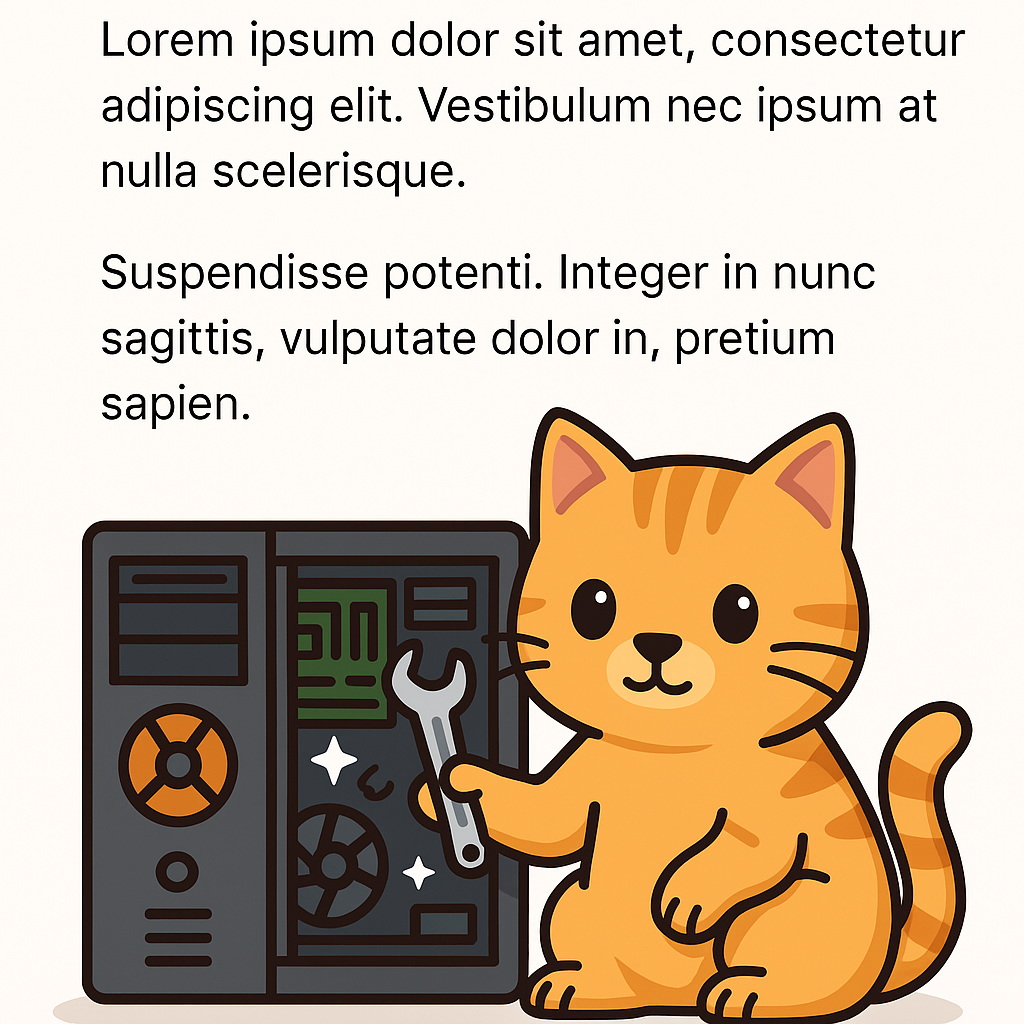 Lorem ipsum dolor sit amet, consectetur
adipiscing elit. Vestibulum nec ipsum at
nulla scelerisque.
Suspendisse potenti. Integer in nunc
sagittis, vulputate dolor in, pretium
sapien.